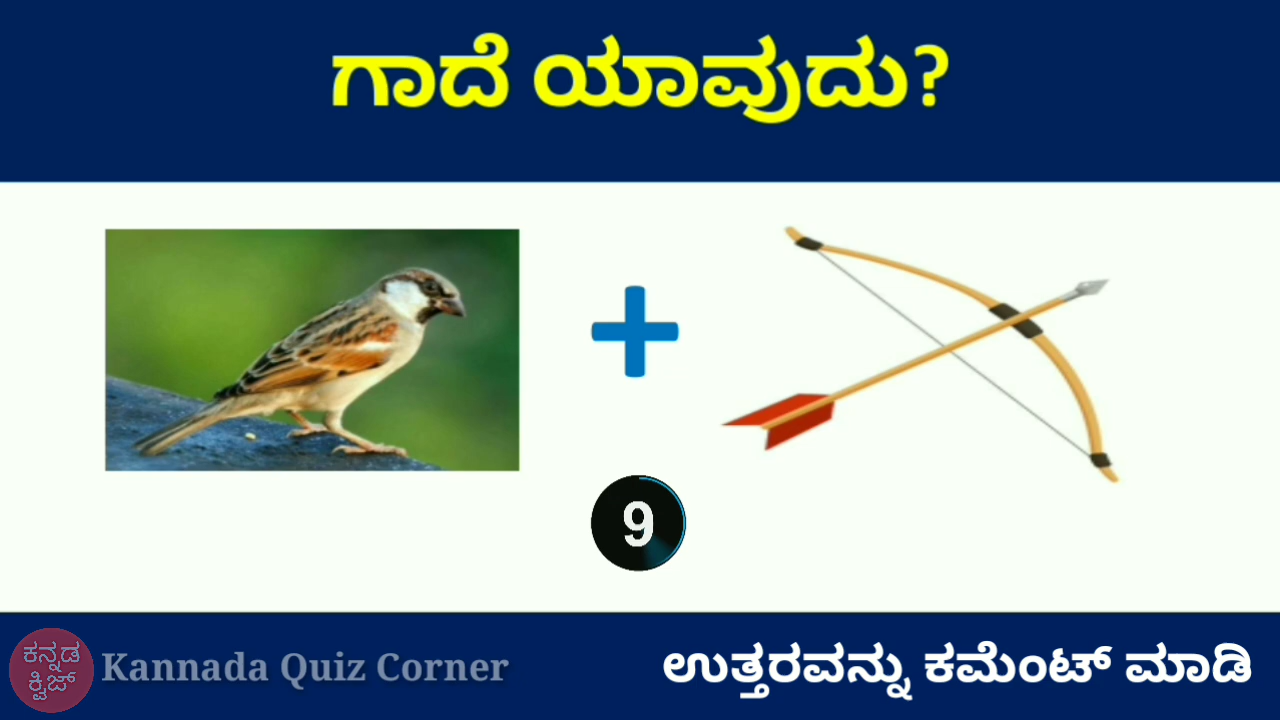 ಗಾದೆ ಯಾವುದು?
9
ಕನ್ನಡ
ಕ್ವಿಜ್
Kannada Quiz Corner
ಉತ್ತರವನ್ನು ಕಮೆಂಟ್ ಮಾಡಿ